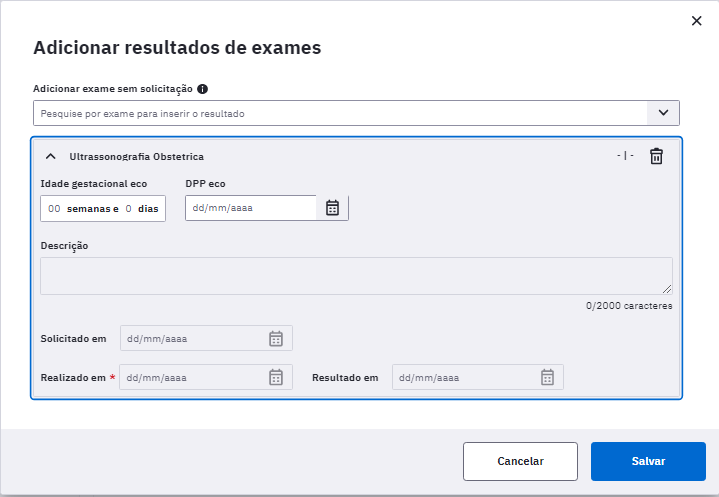 Adicionar resultados de exames
Adicionar exame sem solicitação
Pesquise por exame para inserir o resultado
Ultrassonografia Obstetrica - | -
Idade gestacional eco DPP eco
00 semanas e 0 dias dd/mm/aaaa
Descrição
0/2000 caracteres
Solicitado em dd/mm/aaaa
Realizado em * dd/mm/aaaa Resultado em dd/mm/aaaa
Cancelar Salvar